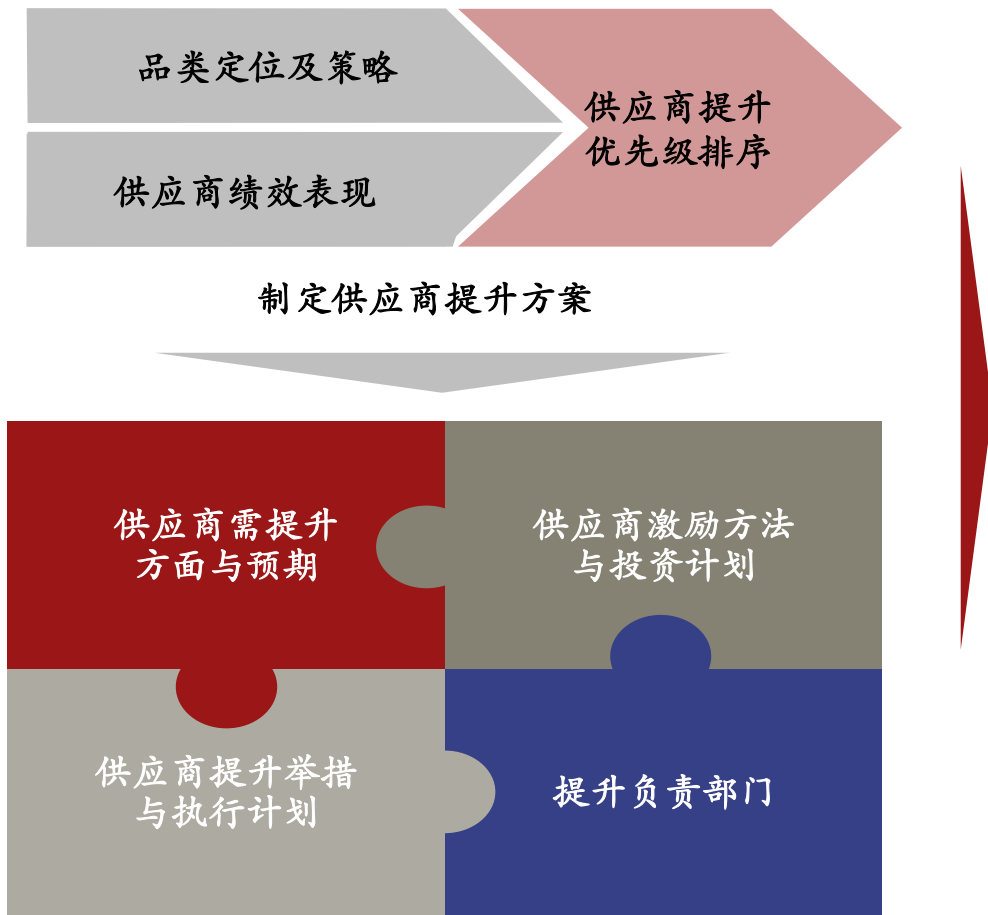 品类定位及策略
供应商绩效表现
供应商提升
优先级排序
制定供应商提升方案
供应商需提升
方面与预期
供应商激励方法
与投资计划
供应商提升举措
与执行计划
提升负责部门